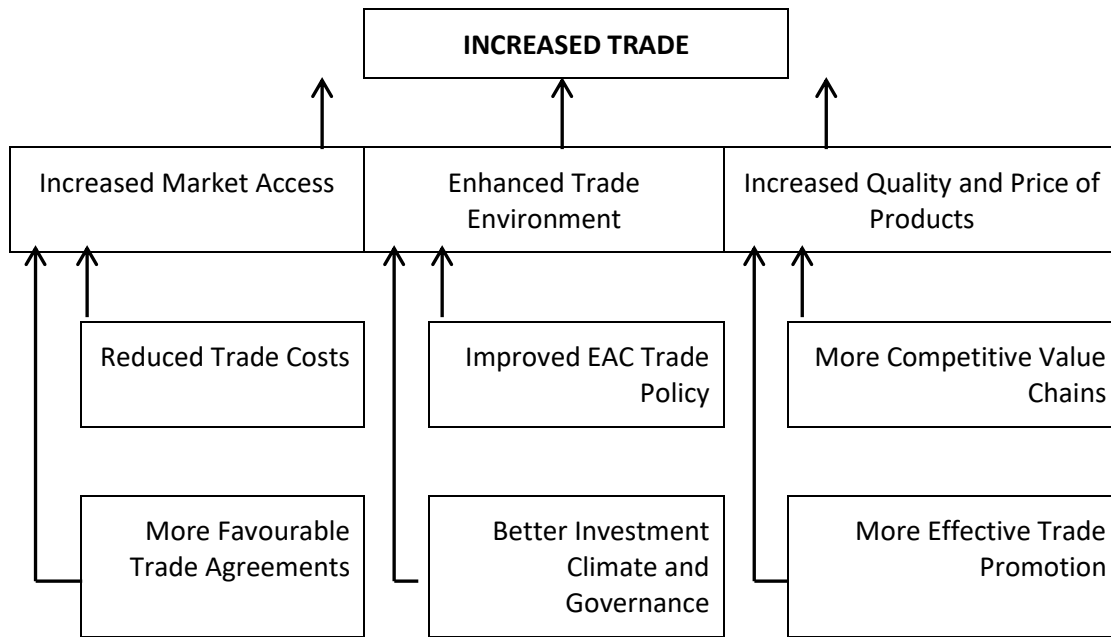 INCREASED TRADE
Increased Market Access
Enhanced Trade
Environment
Increased Quality and Price of
Products
Reduced Trade Costs
Improved EAC Trade
Policy
More Competitive Value
Chains
More Favourable
Trade Agreements
Better Investment
Climate and
Governance
More Effective Trade
Promotion